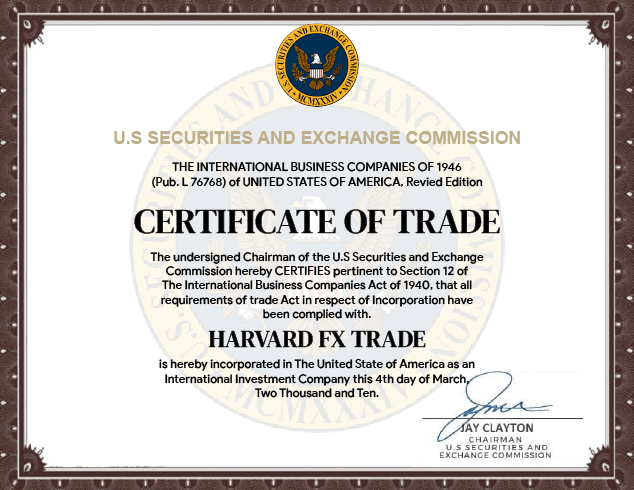 U.S. SECURITIES AND EXCHANGE COMMISSION
MCMXXXIV
U.S SECURITIES AND EXCHANGE COMMISSION
THE INTERNATIONAL BUSINESS COMPANIES OF 1946
(Pub. L 76768) of UNITED STATES OF AMERICA, Revied Edition
CERTIFICATE OF TRADE
The undersigned Chairman of the U.S Securities and Exchange
Commission hereby CERTIFIES pertinent to Section 12 of
The International Business Companies Act of 1940, that all
requirements of trade Act in respect of Incorporation have
been complied with.
HARVARD FX TRADE
is hereby incorporated in The United State of America as an
International Investment Company this 4th day of March,
Two Thousand and Ten.
JAY CLAYTON
CHAIRMAN
U.S SECURITIES AND
EXCHANGE COMMISSION